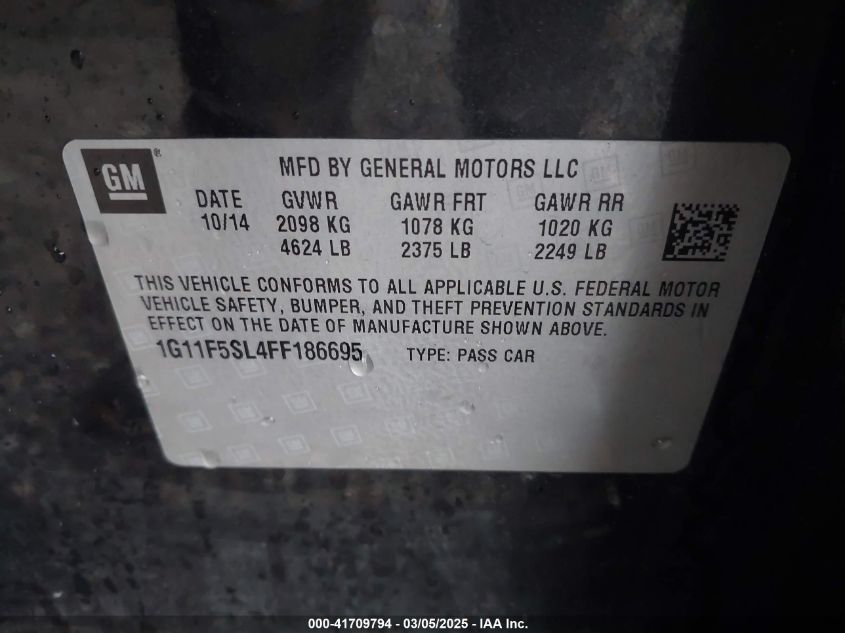 GM®
MFD BY GENERAL MOTORS LLC
DATE GVWR GAWR FRT GAWR RR
10/14 2098 KG 1078 KG 1020 KG
4624 LB 2375 LB 2249 LB
THIS VEHICLE CONFORMS TO ALL APPLICABLE U.S. FEDERAL MOTOR
VEHICLE SAFETY, BUMPER, AND THEFT PREVENTION STANDARDS IN
EFFECT ON THE DATE OF MANUFACTURE SHOWN ABOVE.
1G11F5SL4FF186695 TYPE: PASS CAR
000-41709794 — 03/05/2025 — IAA Inc.